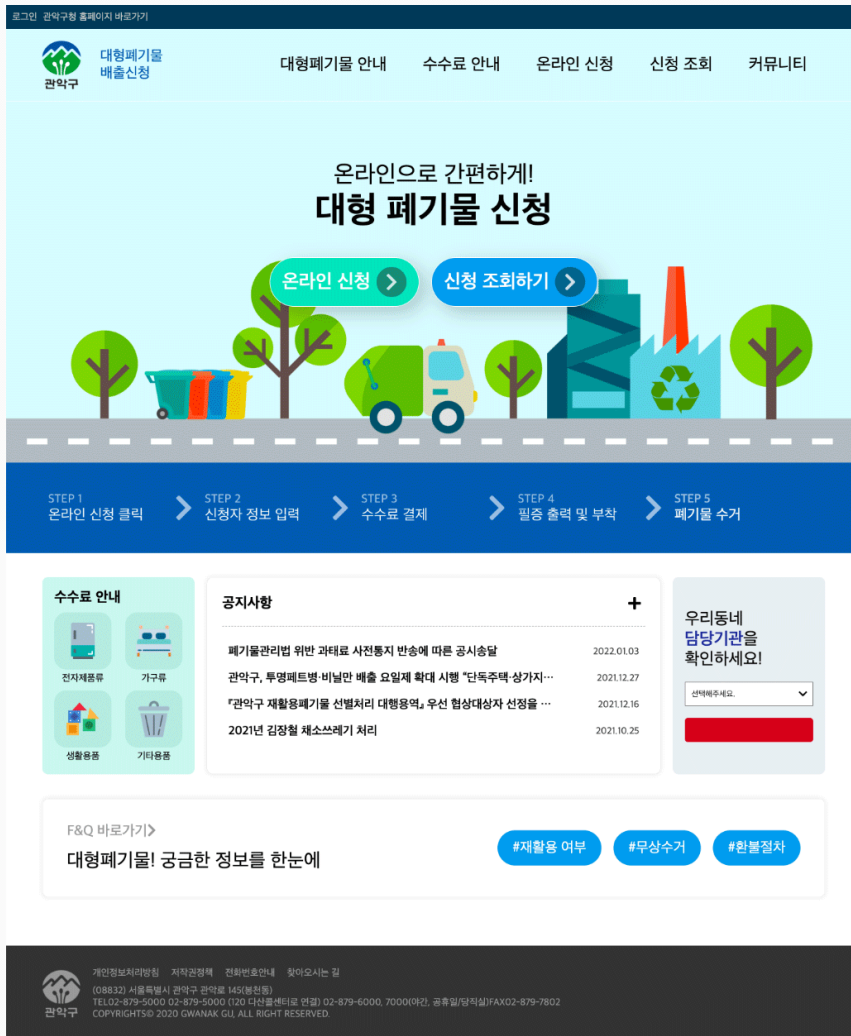 로그인 관악구청 홈페이지 바로가기
관악구
대형폐기물
배출신청
대형폐기물 안내 수수료 안내 온라인 신청 신청 조회 커뮤니티
온라인으로 간편하게!
대형 폐기물 신청
온라인 신청 신청 조회하기
STEP 1
온라인 신청 클릭
STEP 2
신청자 정보 입력
STEP 3
수수료 결제
STEP 4
필증 출력 및 부착
STEP 5
폐기물 수거
수수료 안내
전자제품류 가구류
생활용품 기타용품
공지사항 +
폐기물관리법 위반 과태료 사전통지 반송에 따른 공시송달 2022.01.03
관악구, 투명페트병·비닐만 배출 요일제 확대 시행 “단독주택·상가지… 2021.12.27
『관악구 재활용폐기물 선별처리 대행용역』 우선 협상대상자 선정을 … 2021.12.16
2021년 김장철 채소쓰레기 처리 2021.10.25
우리동네
담당기관을
확인하세요!
선택해주세요.
F&Q 바로가기
대형폐기물! 궁금한 정보를 한눈에
#재활용 여부 #무상수거 #환불절차
관악구
개인정보처리방침 저작권정책 전화번호안내 찾아오시는 길
(08832) 서울특별시 관악구 관악로 145(봉천동)
TEL02-879-5000 02-879-5000 (120 다산콜센터로 연결) 02-879-6000, 7000(야간, 공휴일/당직실)FAX02-879-7802
COPYRIGHTS© 2020 GWANAK GU, ALL RIGHT RESERVED.